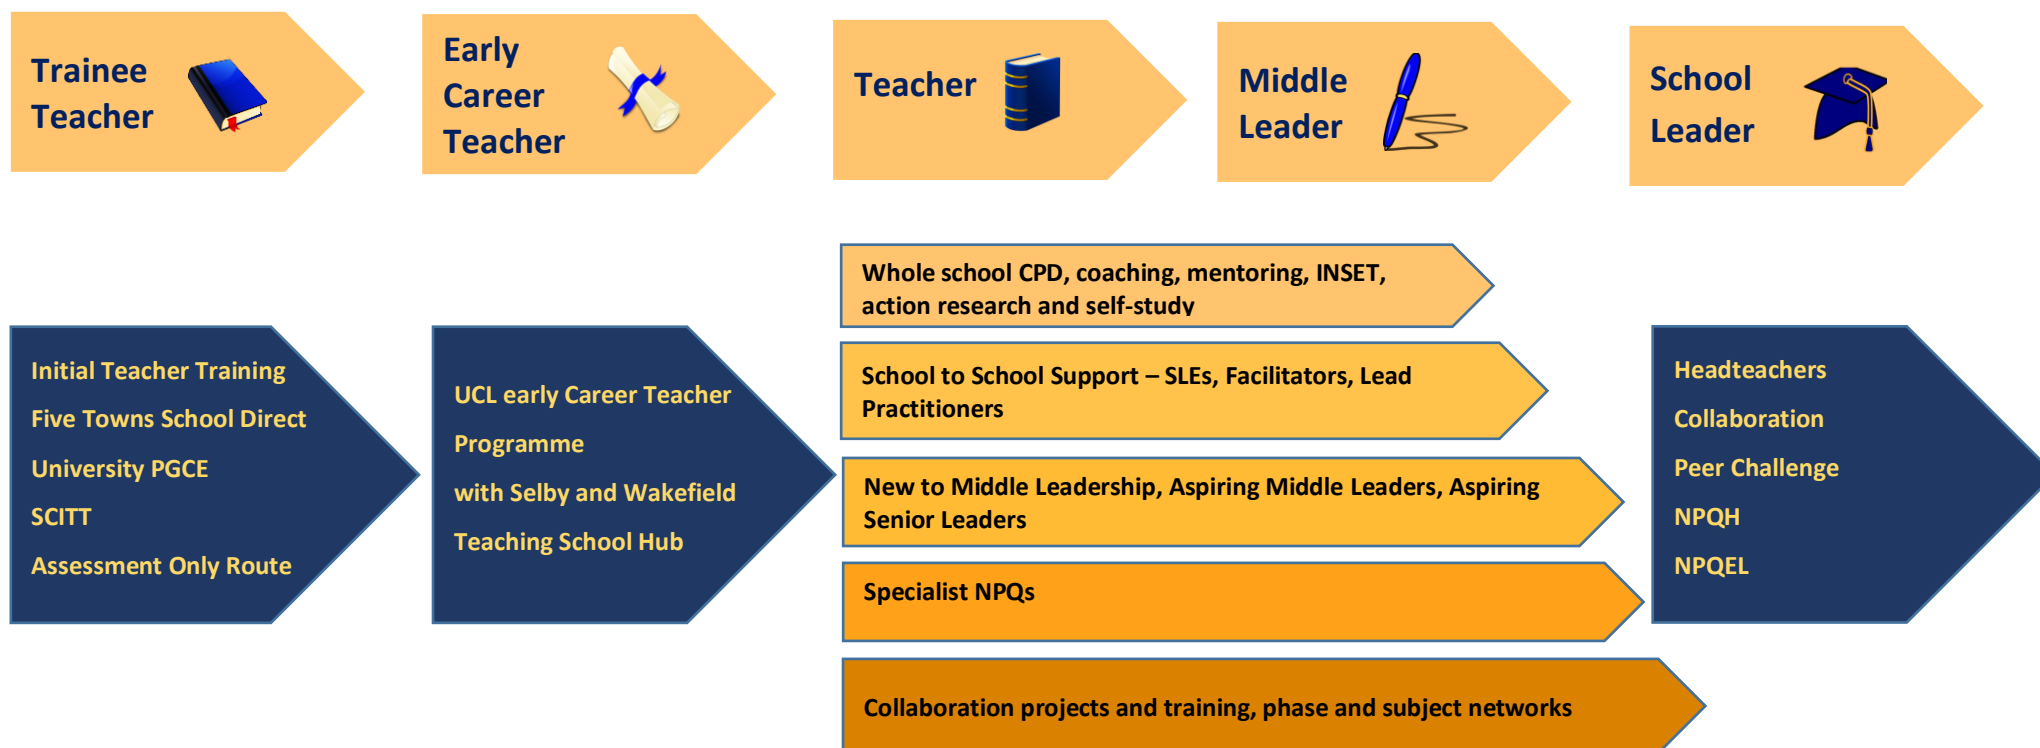 Trainee
Teacher
Early
Career
Teacher
Teacher
Middle
Leader
School
Leader
Initial Teacher Training
Five Towns School Direct
University PGCE
SCITT
Assessment Only Route
UCL early Career Teacher
Programme
with Selby and Wakefield
Teaching School Hub
Whole school CPD, coaching, mentoring, INSET,
action research and self-study
School to School Support – SLEs, Facilitators, Lead
Practitioners
New to Middle Leadership, Aspiring Middle Leaders, Aspiring
Senior Leaders
Specialist NPQs
Collaboration projects and training, phase and subject networks
Headteachers
Collaboration
Peer Challenge
NPQH
NPQEL